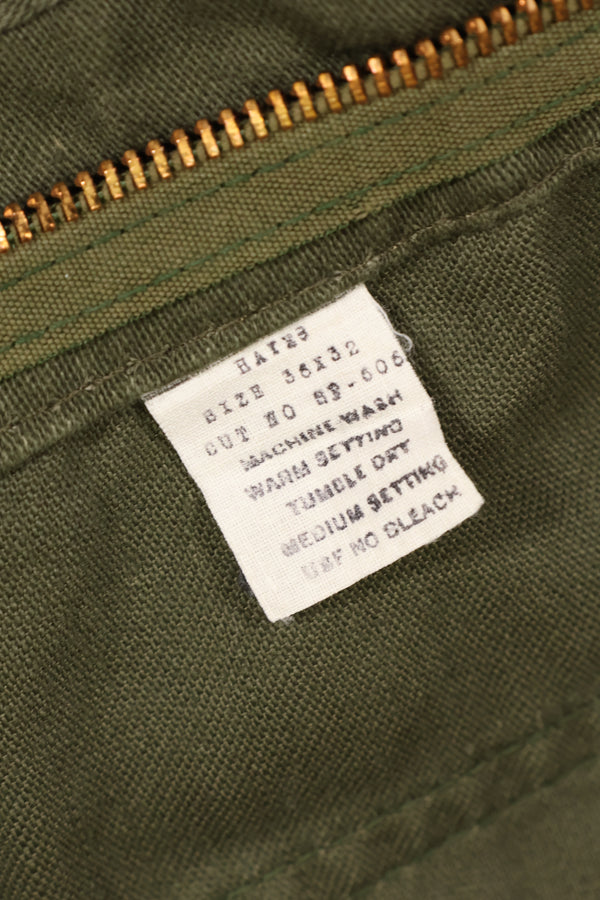 HAYES
SIZE 36X32
CUT NO
MACHINE WASH
WARM SETTING
TUMBLE DRY
MEDIUM SETTING
USE NO BLEACH